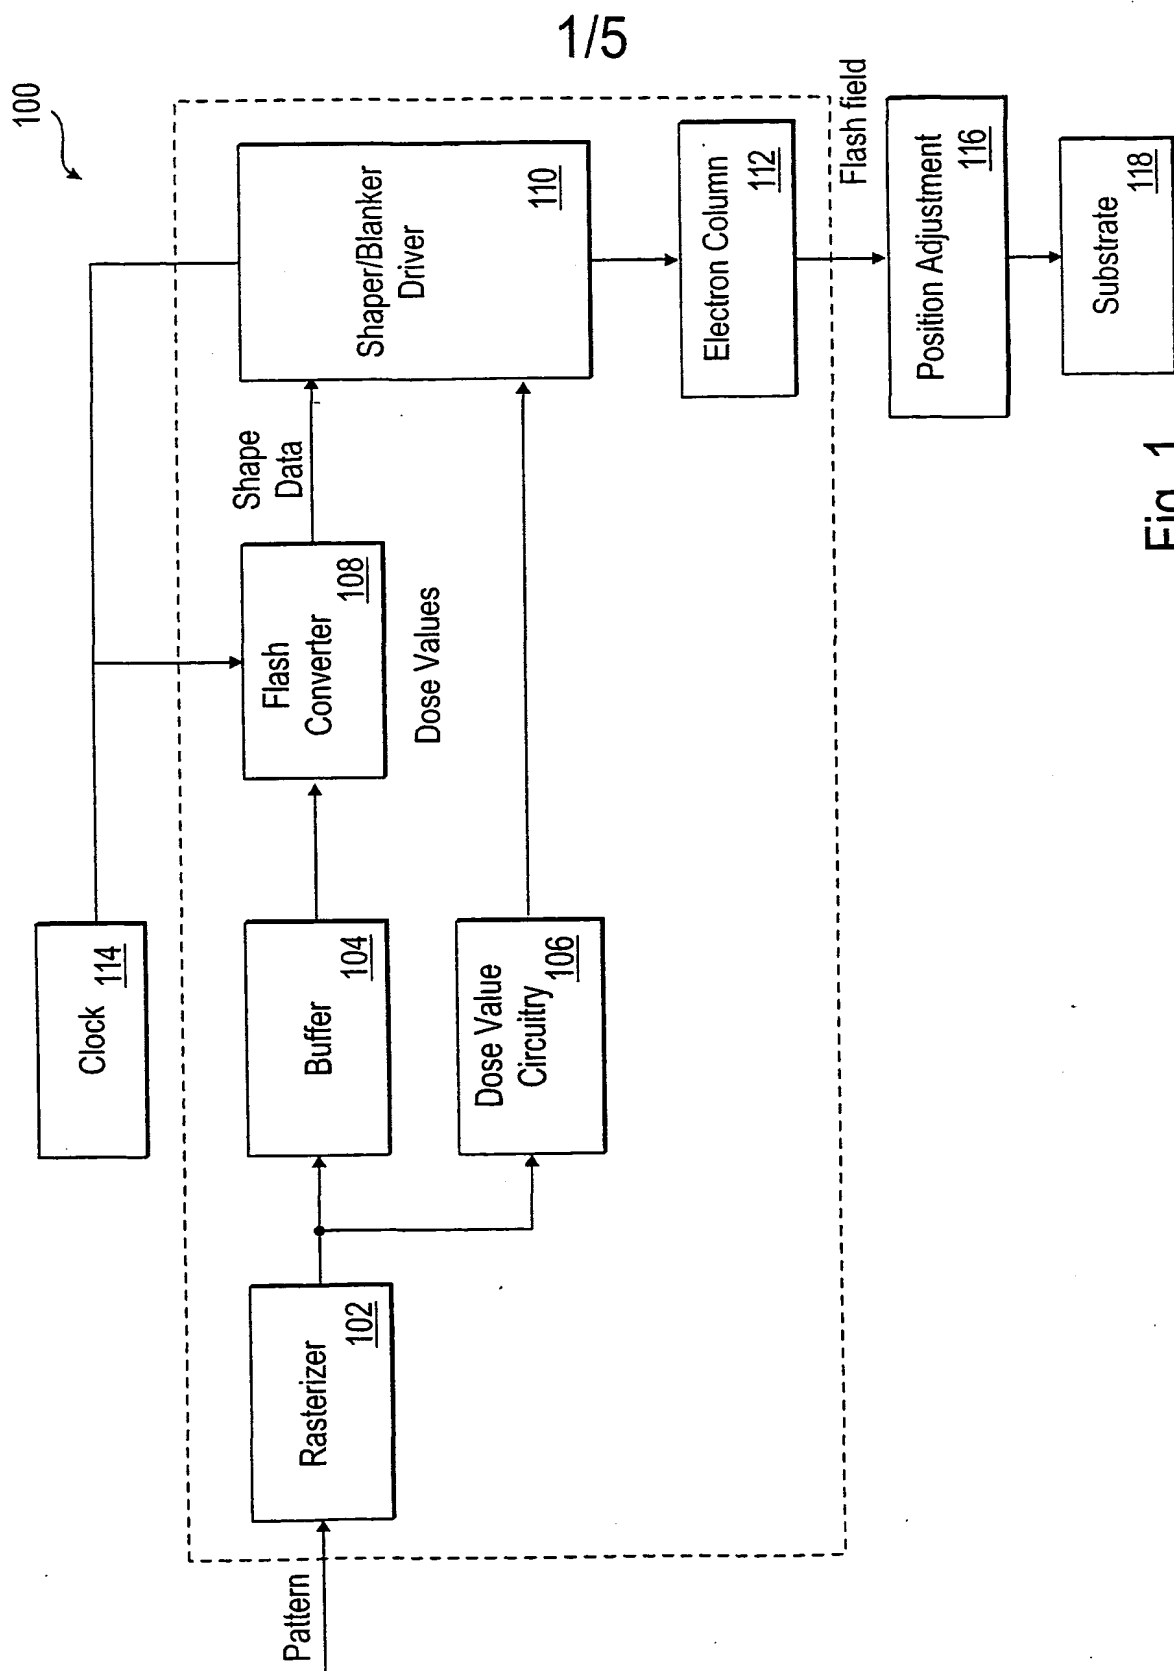 1/5
100
Clock
114
Pattern
Rasterizer
102
Buffer
104
Dose Value
Circuitry
106
Flash
Converter
108
Dose Values
Shape
Data
Shaper/Blanker
Driver
110
Electron Column
112
Flash field
Position Adjustment
116
Substrate
118
Fig. 1